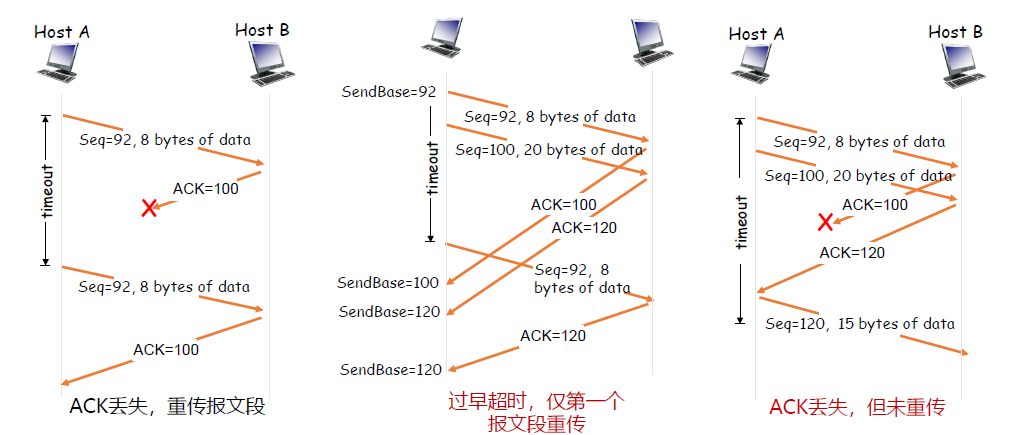 Host A
Host B
timeout
Seq=92, 8 bytes of data
ACK=100
X
Seq=92, 8 bytes of data
ACK=100
ACK丢失，重传报文段
SendBase=92
timeout
Seq=92, 8 bytes of data
Seq=100, 20 bytes of data
ACK=100
ACK=120
Seq=92, 8
bytes of data
SendBase=100
SendBase=120
ACK=120
SendBase=120
过早超时，仅第一个
报文段重传
Host A
Host B
timeout
Seq=92, 8 bytes of data
Seq=100, 20 bytes of data
ACK=100
X
ACK=120
Seq=120, 15 bytes of data
ACK丢失，但未重传